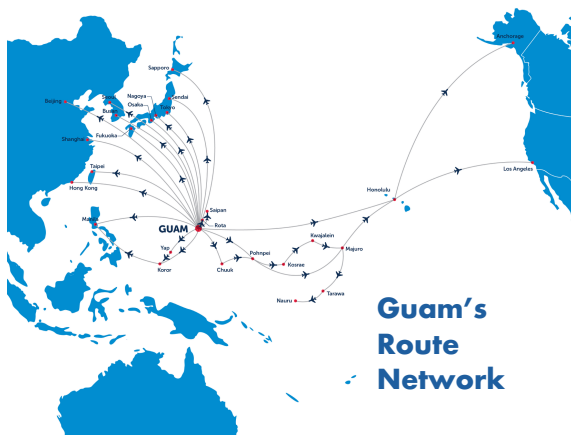 Anchorage
Sapporo
Beijing
Seoul
Nagoya
Sendai
Busan
Osaka
Tokyo
Shanghai
Fukuoka
Taipei
Los Angeles
Hong Kong
Honolulu
Saipan
Manila
GUAM
Rota
Kwajalein
Yap
Pohnpei
Majuro
Koror
Chuuk
Kosrae
Nauru
Tarawa
Guam's
Route
Network